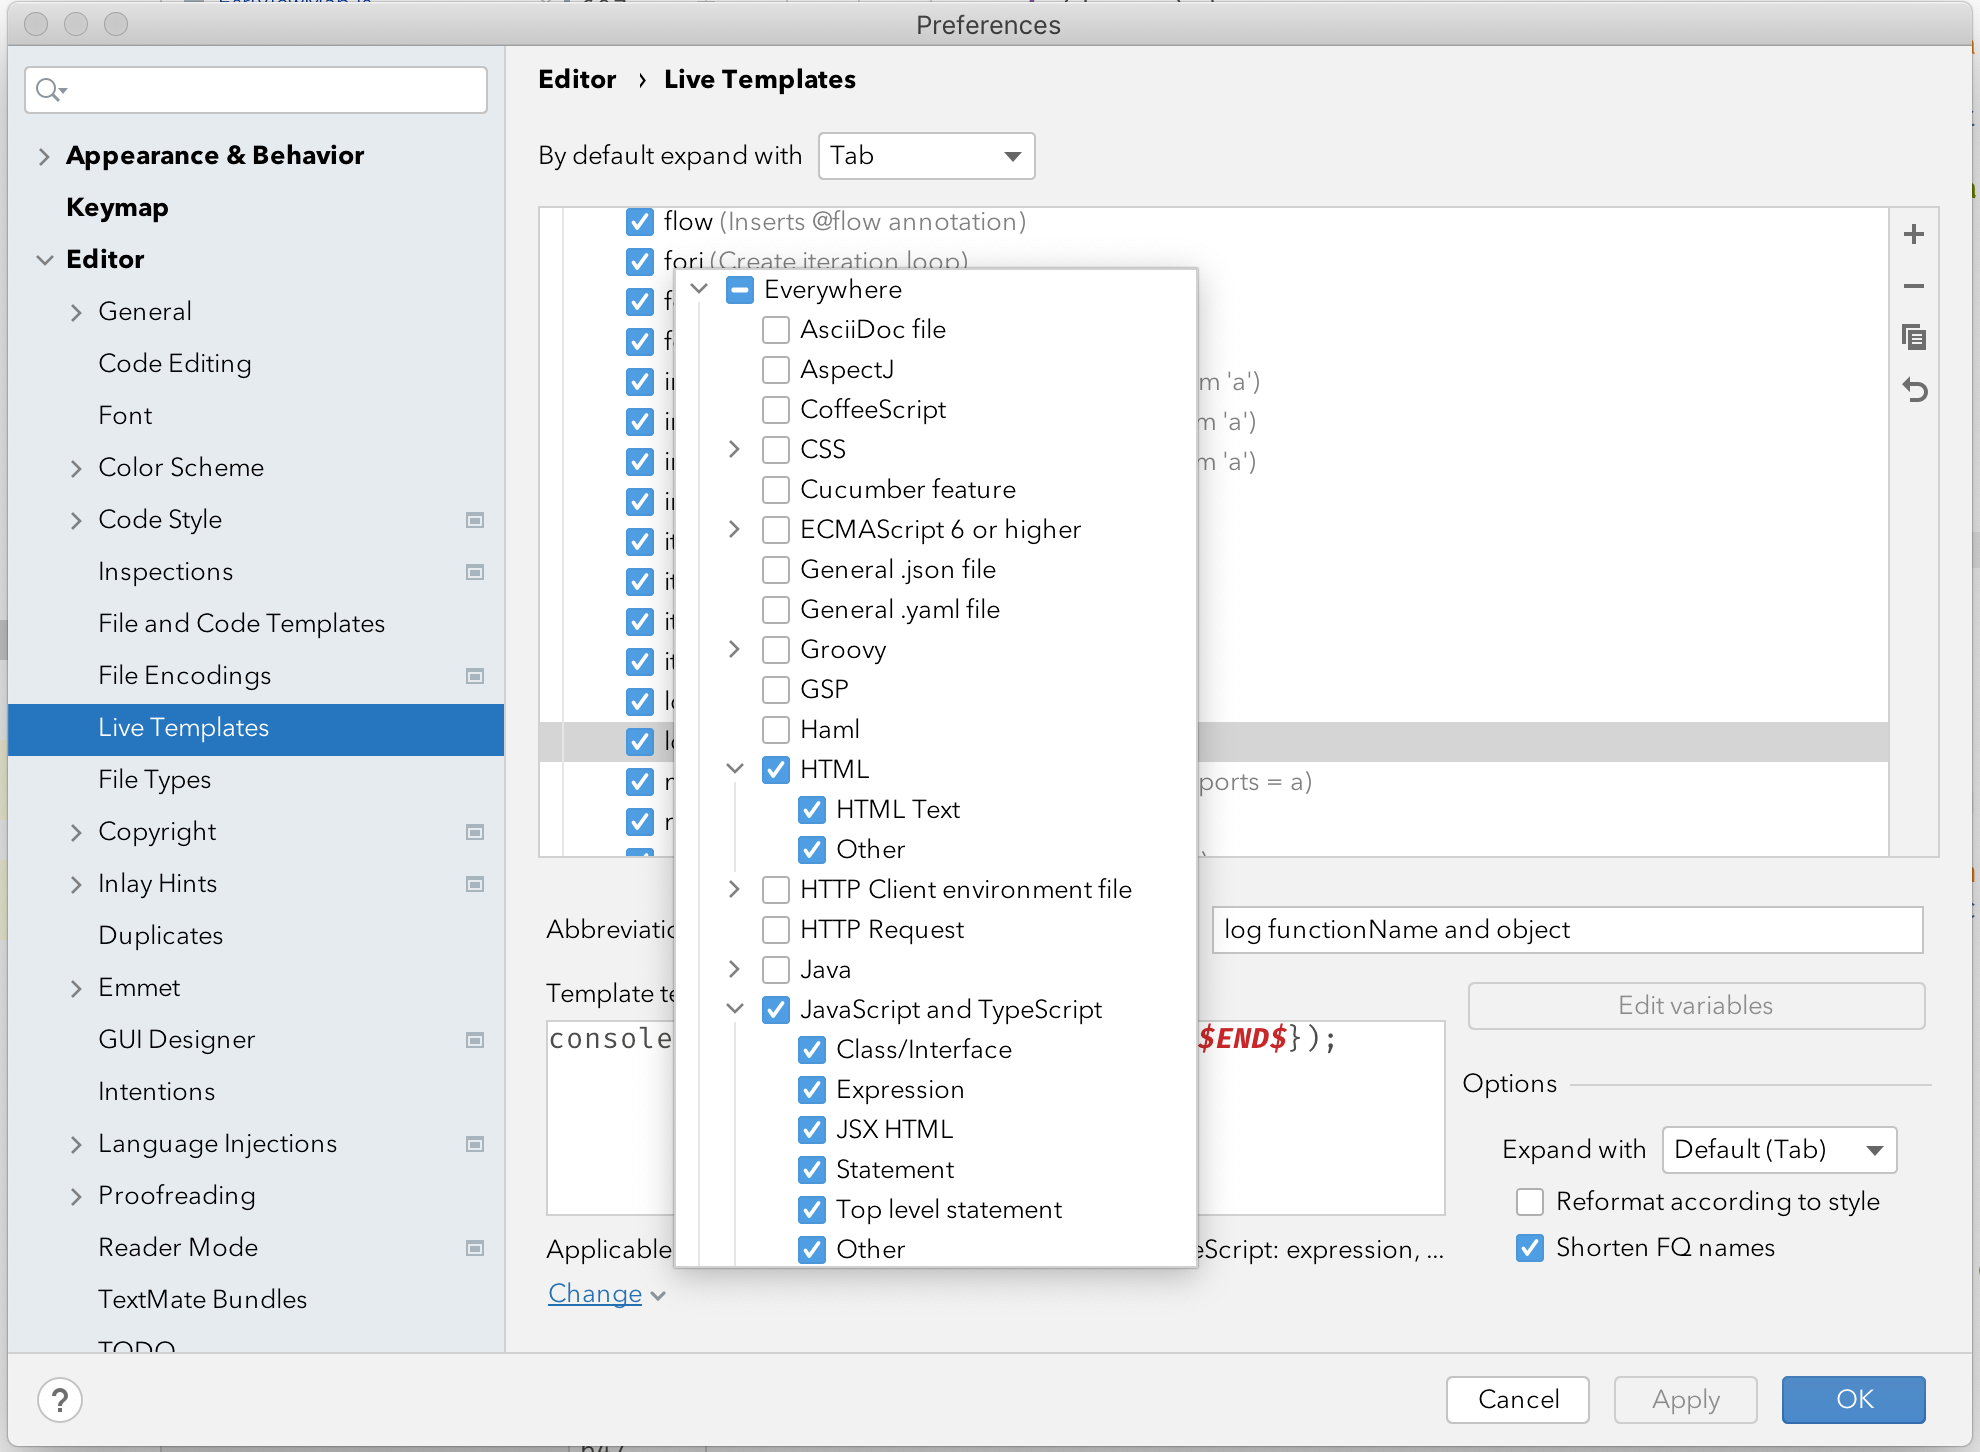 Preferences
Editor › Live Templates
By default expand with Tab
Appearance & Behavior
Keymap
Editor
General
Code Editing
Font
Color Scheme
Code Style
Inspections
File and Code Templates
File Encodings
Live Templates
File Types
Copyright
Inlay Hints
Duplicates
Emmet
GUI Designer
Intentions
Language Injections
Proofreading
Reader Mode
TextMate Bundles
TODO
flow (Inserts @flow annotation)
fori (Create iteration loop)
m 'a')
m 'a')
m 'a')
ports = a)
Everywhere
AsciiDoc file
AspectJ
CoffeeScript
CSS
Cucumber feature
ECMAScript 6 or higher
General .json file
General .yaml file
Groovy
GSP
Haml
HTML
HTML Text
Other
HTTP Client environment file
HTTP Request
Java
JavaScript and TypeScript
Class/Interface
Expression
JSX HTML
Statement
Top level statement
Other
Abbreviatio
log functionName and object
Template te
Edit variables
console
$END$});
Options
Expand with Default (Tab)
Reformat according to style
Shorten FQ names
Applicable
eScript: expression, ...
Change
?
Cancel
Apply
OK